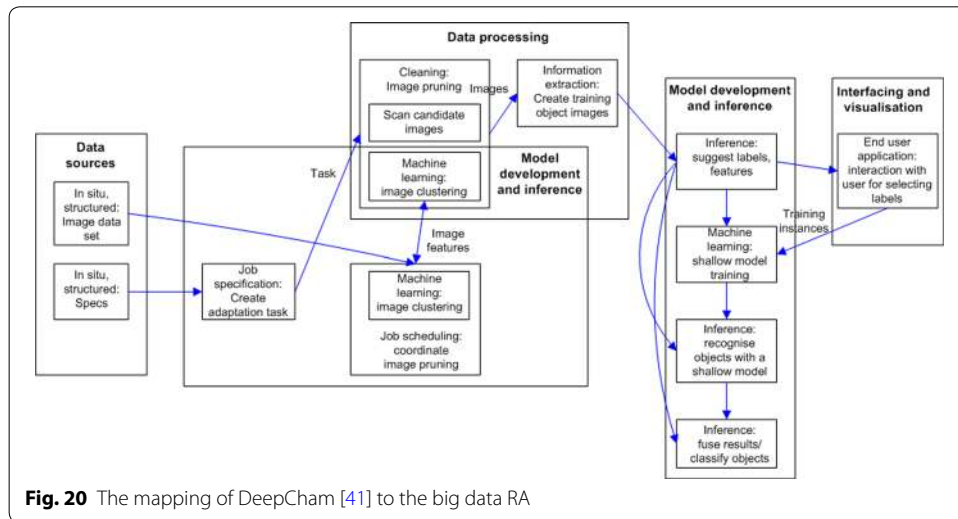 Data processing
Cleaning:
Image pruning
Images
Scan candidate
images
Machine
learning:
image clustering
Information
extraction:
Create training
object images
Model
development
and inference
Data
sources
In situ,
structured:
Image data
set
In situ,
structured:
Specs
Task
Job
specification:
Create
adaptation task
Image
features
Machine
learning:
image clustering
Job scheduling:
coordinate
image pruning
Model development
and inference
Inference:
suggest labels,
features
Machine learning:
shallow model
training
Inference:
recognise
objects with a
shallow model
Inference:
fuse results/
classify objects
Interfacing and
visualisation
End user
application:
interaction with
user for selecting
labels
Training
instances
Fig. 20 The mapping of DeepCham [41] to the big data RA